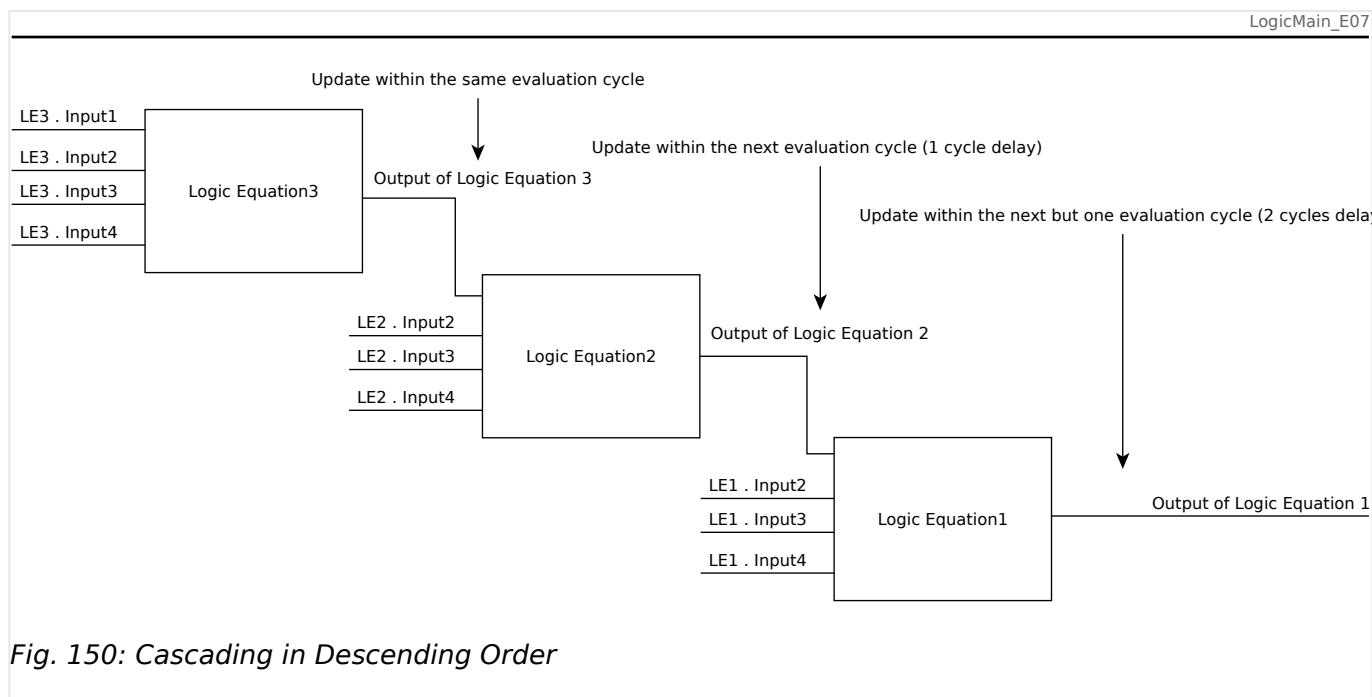 LogicMain_E07
Update within the same evaluation cycle
LE3 . Input1
LE3 . Input2
LE3 . Input3
LE3 . Input4
Logic Equation3
Output of Logic Equation 3
Update within the next evaluation cycle (1 cycle delay)
LE2 . Input2
LE2 . Input3
LE2 . Input4
Logic Equation2
Output of Logic Equation 2
Update within the next but one evaluation cycle (2 cycles
LE1 . Input2
LE1 . Input3
LE1 . Input4
Logic Equation1
Output of Logic Equation 1
Fig. 150: Cascading in Descending Order